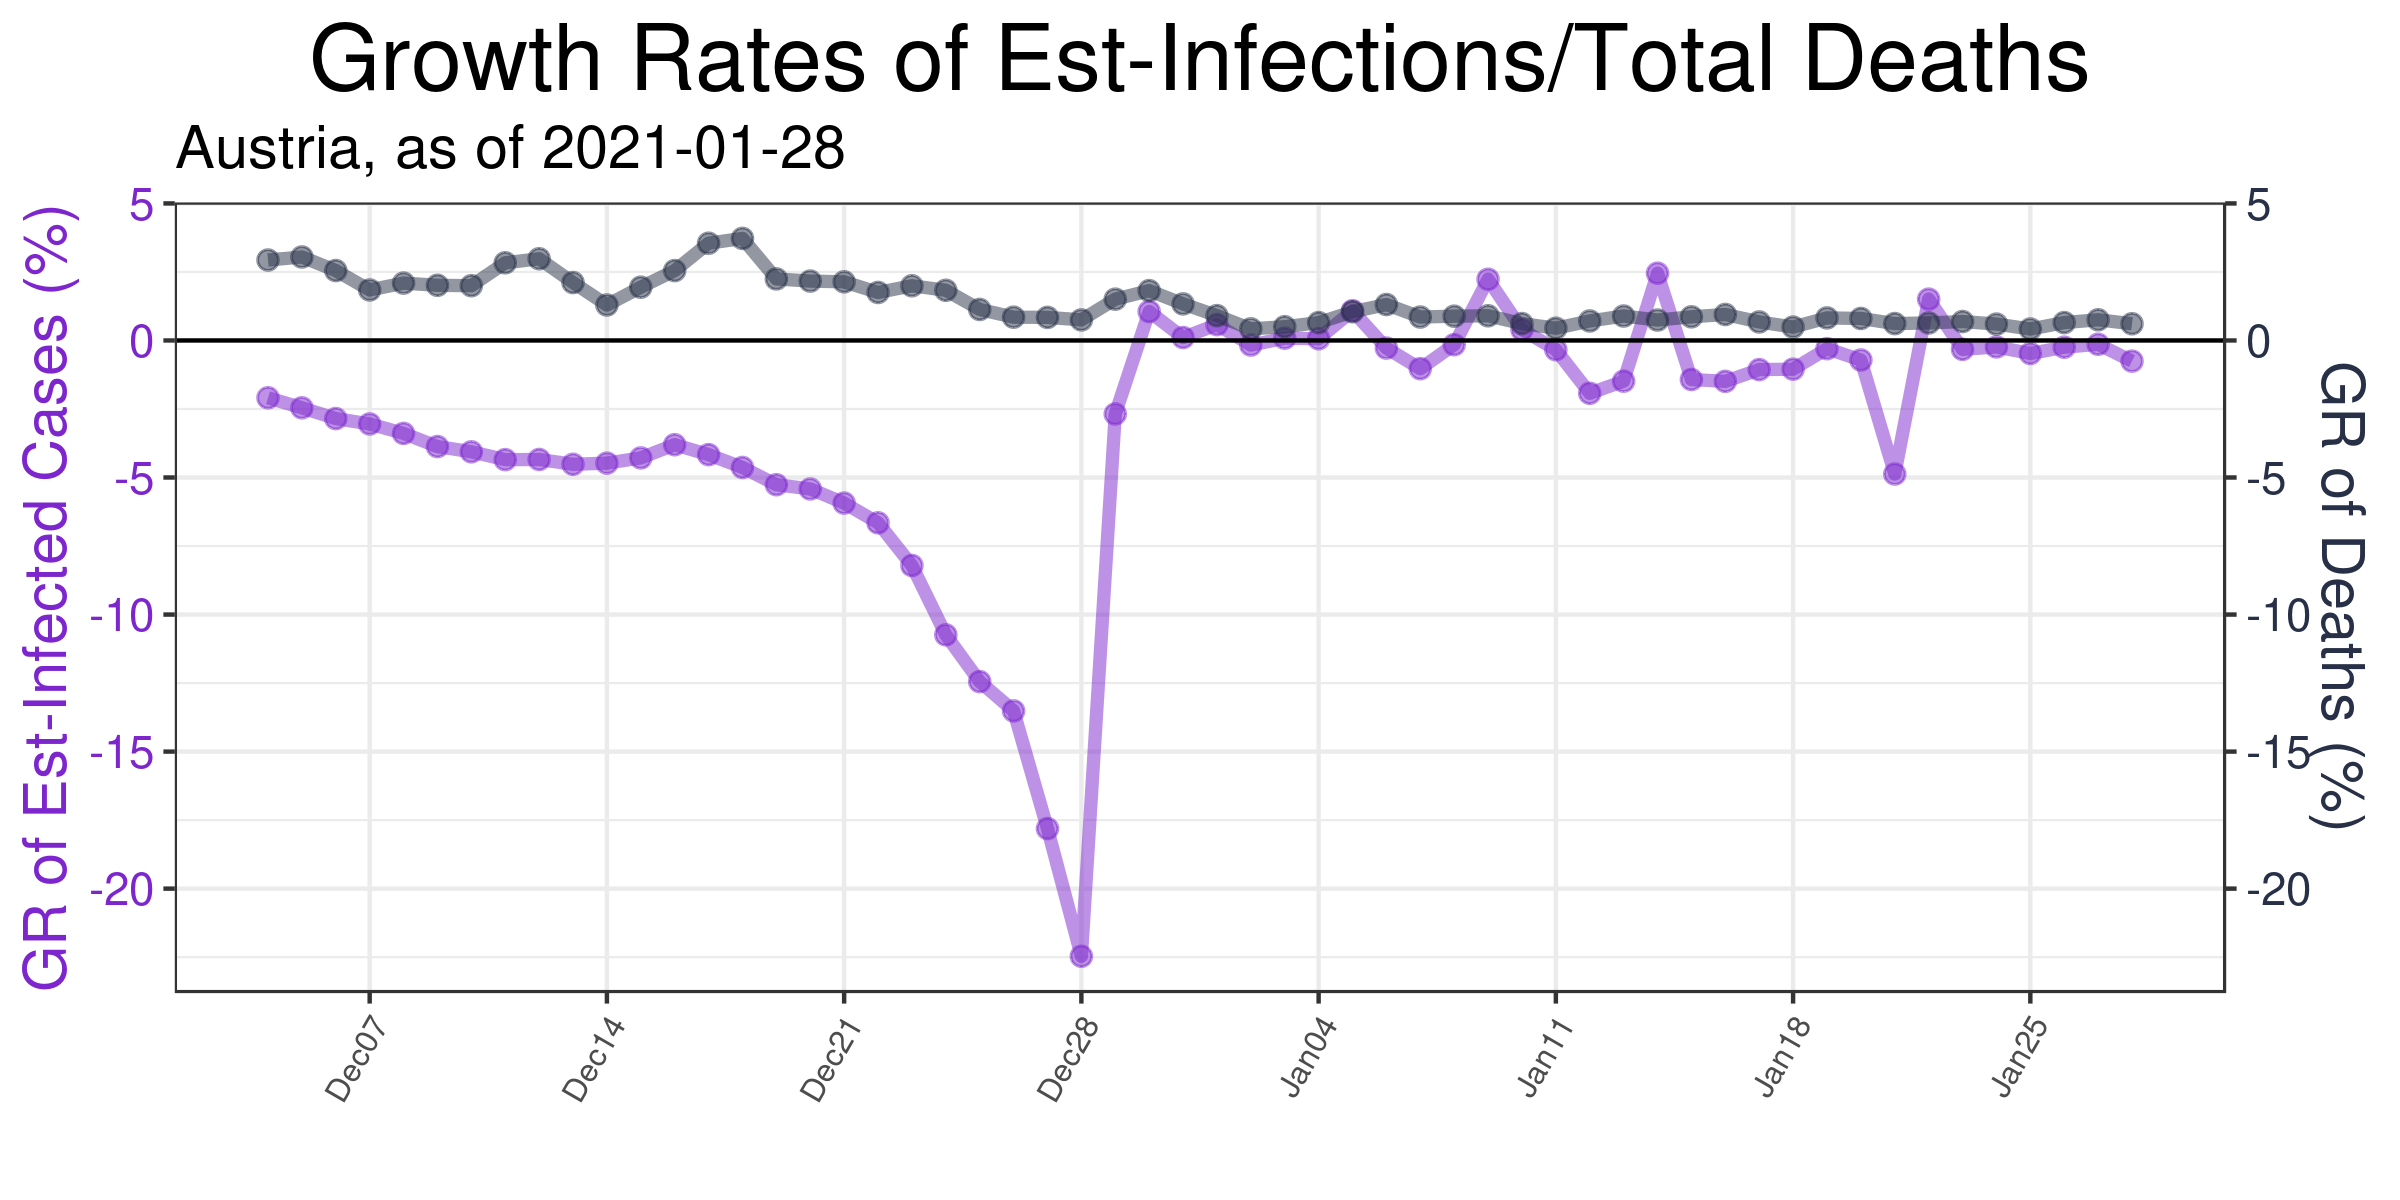 Growth Rates of Est-Infections/Total Deaths
Austria, as of 2021-01-28
GR of Est-Infected Cases (%)
5
0
-5
-10
-15
-20
5
0
-5
-10
-15
-20
GR of Deaths (%)
Dec07
Dec14
Dec21
Dec28
Jan04
Jan11
Jan18
Jan25